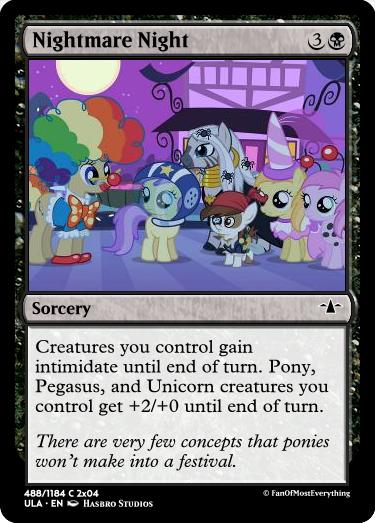 Nightmare Night 3
Sorcery
Creatures you control gain
intimidate until end of turn. Pony,
Pegasus, and Unicorn creatures you
control get +2/+0 until end of turn.
There are very few concepts that ponies
won't make into a festival.
488/1184 C 2x04
ULA • EN Hasbro Studios © FanOfMostEverything